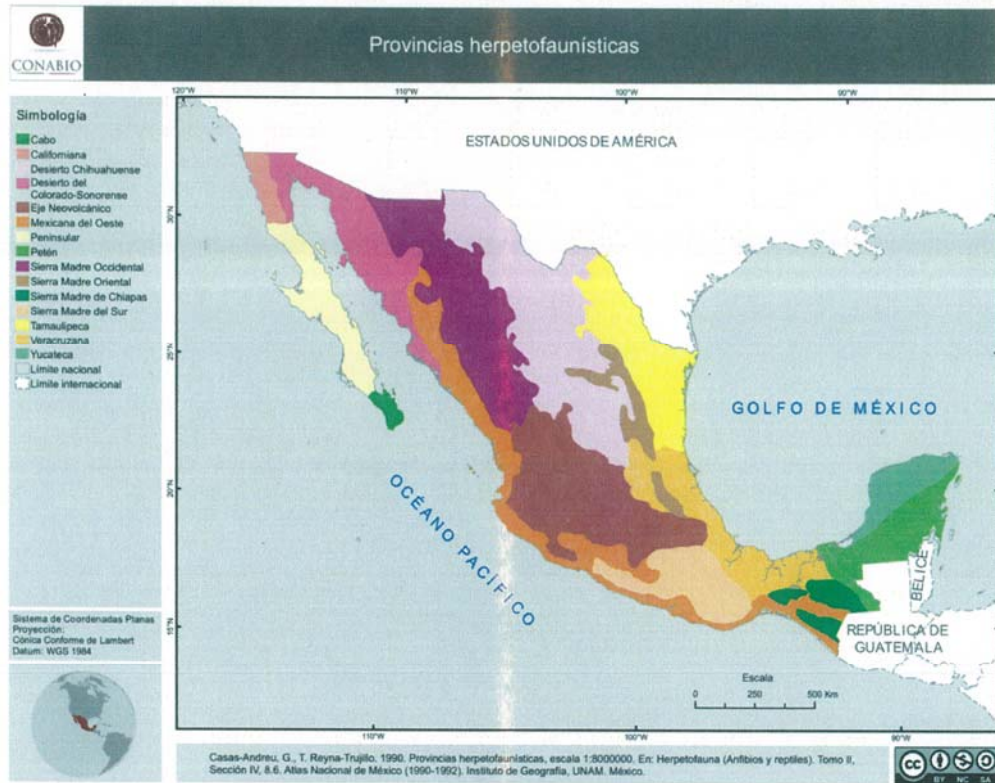 CONABIO
Provincias herpetofaunísticas
120°W
110°W
100°W
90°W
Simbología
Cabo
Californiana
Desierto Chihuahuense
Desierto del
Colorado-Sonorense
Eje Neovolcánico
Mexicana del Oeste
Peninsular
Petén
Sierra Madre Occidental
Sierra Madre Oriental
Sierra Madre de Chiapas
Sierra Madre del Sur
Tamaulipeca
Veracruzana
Yucateca
Límite nacional
Límite internacional
ESTADOS UNIDOS DE AMÉRICA
30°N
25°N
20°N
15°N
GOLFO DE MÉXICO
OCÉANO PACÍFICO
BELICE
REPÚBLICA DE
GUATEMALA
Escala
0 250 500 Km
Sistema de Coordenadas Planas
Proyección:
Cónica Conforme de Lambert
Datum: WGS 1984
110°W
100°W
90°W
Casas-Andreu, G., T. Reyna-Trujillo. 1990. Provincias herpetofaunísticas, escala 1:8000000. En: Herpetofauna (Anfibios y reptiles). Tomo II,
Sección IV, 8.6. Atlas Nacional de México (1990-1992). Instituto de Geografía, UNAM. México.
cc
BY NC SA